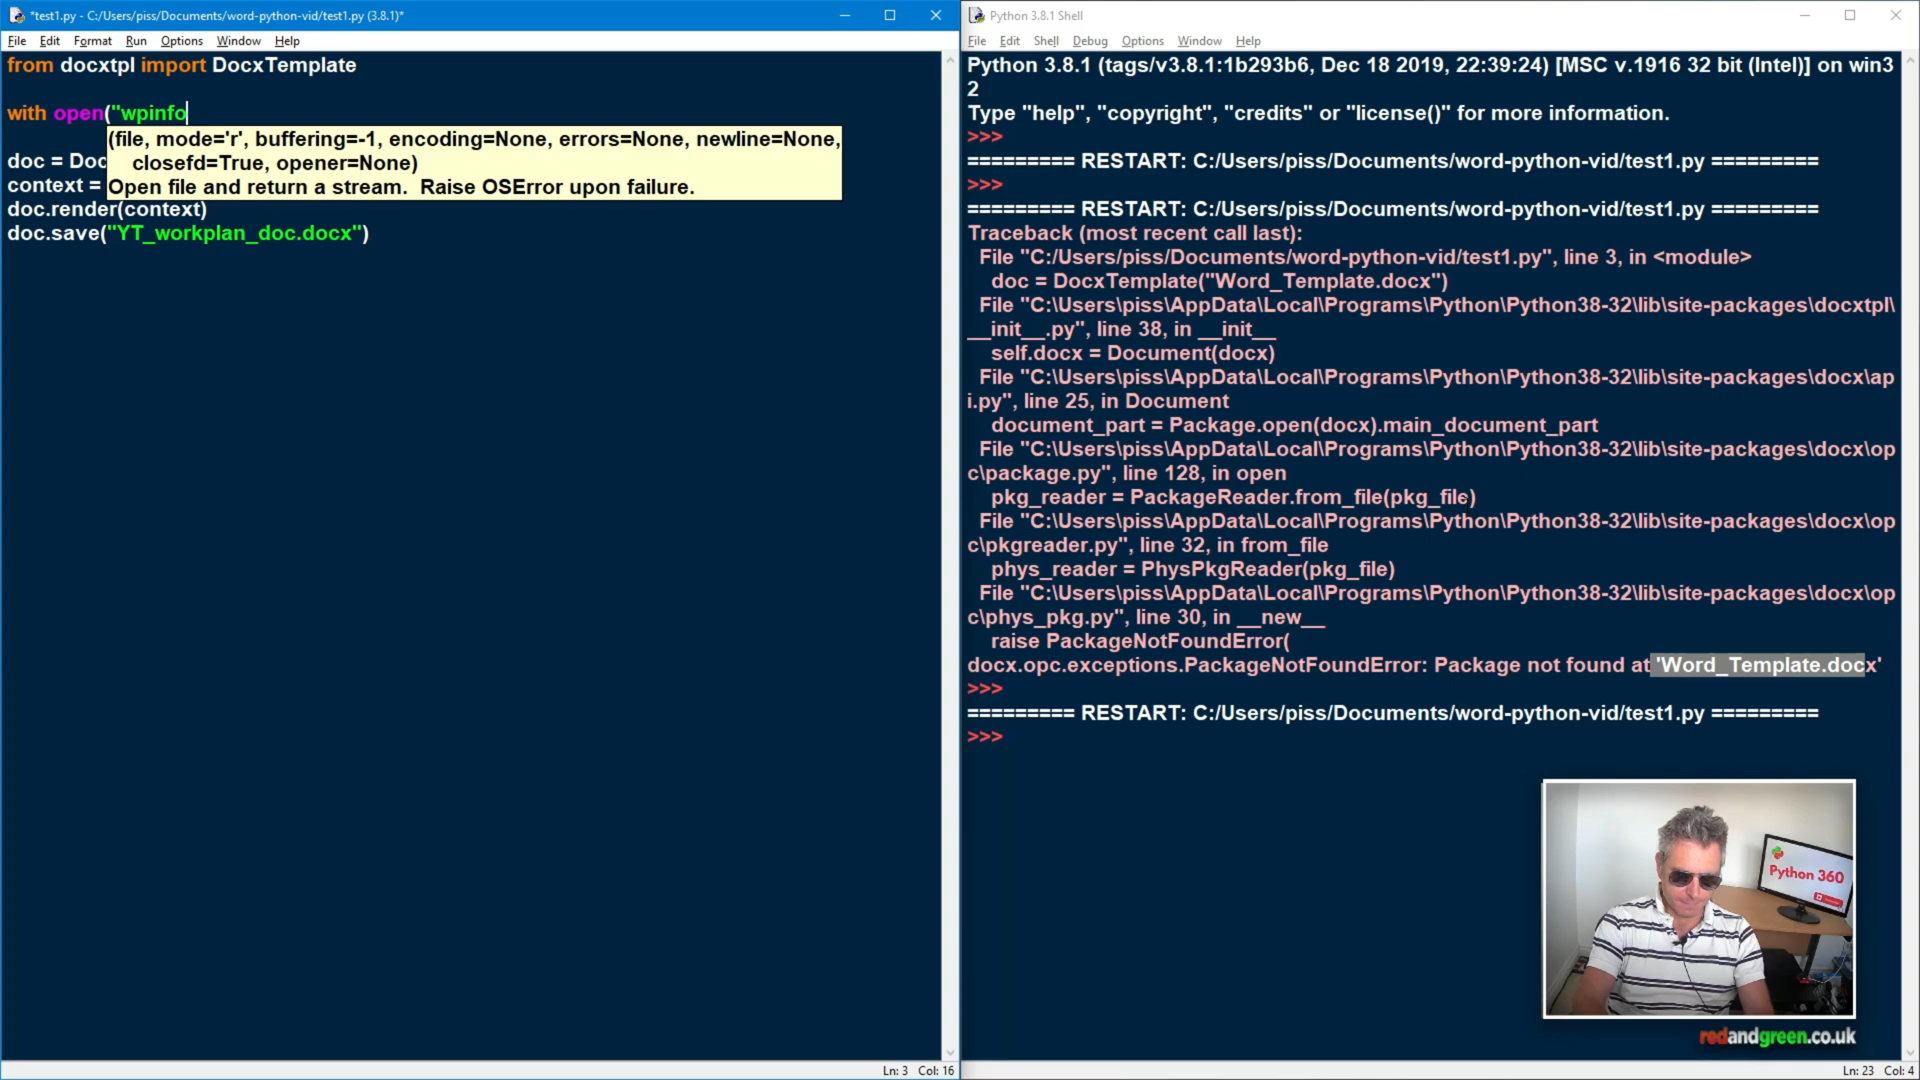 *test1.py - C:/Users/piss/Documents/word-python-vid/test1.py (3.8.1)*
File Edit Format Run Options Window Help
from docxtpl import DocxTemplate
with open("wpinfo
(file, mode='r', buffering=-1, encoding=None, errors=None, newline=None,
closefd=True, opener=None)
Open file and return a stream.  Raise OSError upon failure.
doc = Doc
context =
doc.render(context)
doc.save("YT_workplan_doc.docx")
Ln: 3 Col: 16
Python 3.8.1 Shell
File Edit Shell Debug Options Window Help
Python 3.8.1 (tags/v3.8.1:1b293b6, Dec 18 2019, 22:39:24) [MSC v.1916 32 bit (Intel)] on win3
2
Type "help", "copyright", "credits" or "license()" for more information.
>>>
========= RESTART: C:/Users/piss/Documents/word-python-vid/test1.py =========
>>>
========= RESTART: C:/Users/piss/Documents/word-python-vid/test1.py =========
Traceback (most recent call last):
File "C:/Users/piss/Documents/word-python-vid/test1.py", line 3, in <module>
doc = DocxTemplate("Word_Template.docx")
File "C:\Users\piss\AppData\Local\Programs\Python\Python38-32\lib\site-packages\docxtpl\
__init__.py", line 38, in __init__
self.docx = Document(docx)
File "C:\Users\piss\AppData\Local\Programs\Python\Python38-32\lib\site-packages\docx\ap
i.py", line 25, in Document
document_part = Package.open(docx).main_document_part
File "C:\Users\piss\AppData\Local\Programs\Python\Python38-32\lib\site-packages\docx\op
c\package.py", line 128, in open
pkg_reader = PackageReader.from_file(pkg_file)
File "C:\Users\piss\AppData\Local\Programs\Python\Python38-32\lib\site-packages\docx\op
c\pkgreader.py", line 32, in from_file
phys_reader = PhysPkgReader(pkg_file)
File "C:\Users\piss\AppData\Local\Programs\Python\Python38-32\lib\site-packages\docx\op
c\phys_pkg.py", line 30, in __new__
raise PackageNotFoundError(
docx.opc.exceptions.PackageNotFoundError: Package not found at 'Word_Template.docx'
>>>
========= RESTART: C:/Users/piss/Documents/word-python-vid/test1.py =========
>>>
Python 360
redandgreen.co.uk
Ln: 23 Col: 4